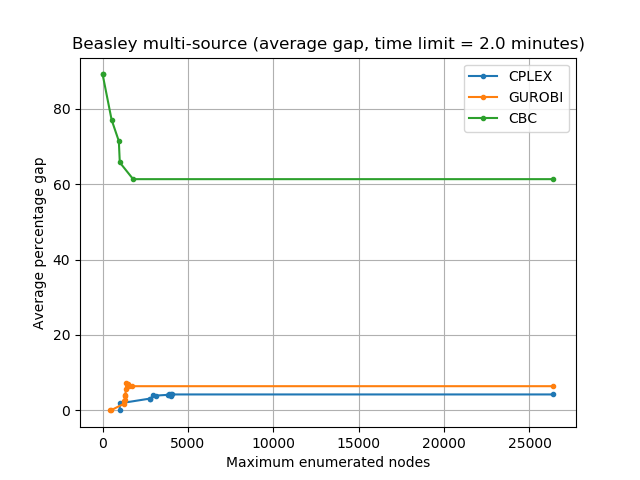 Beasley multi-source (average gap, time limit = 2.0 minutes)
CPLEX
GUROBI
CBC
Average percentage gap
80
60
40
20
0
0 5000 10000 15000 20000 25000
Maximum enumerated nodes